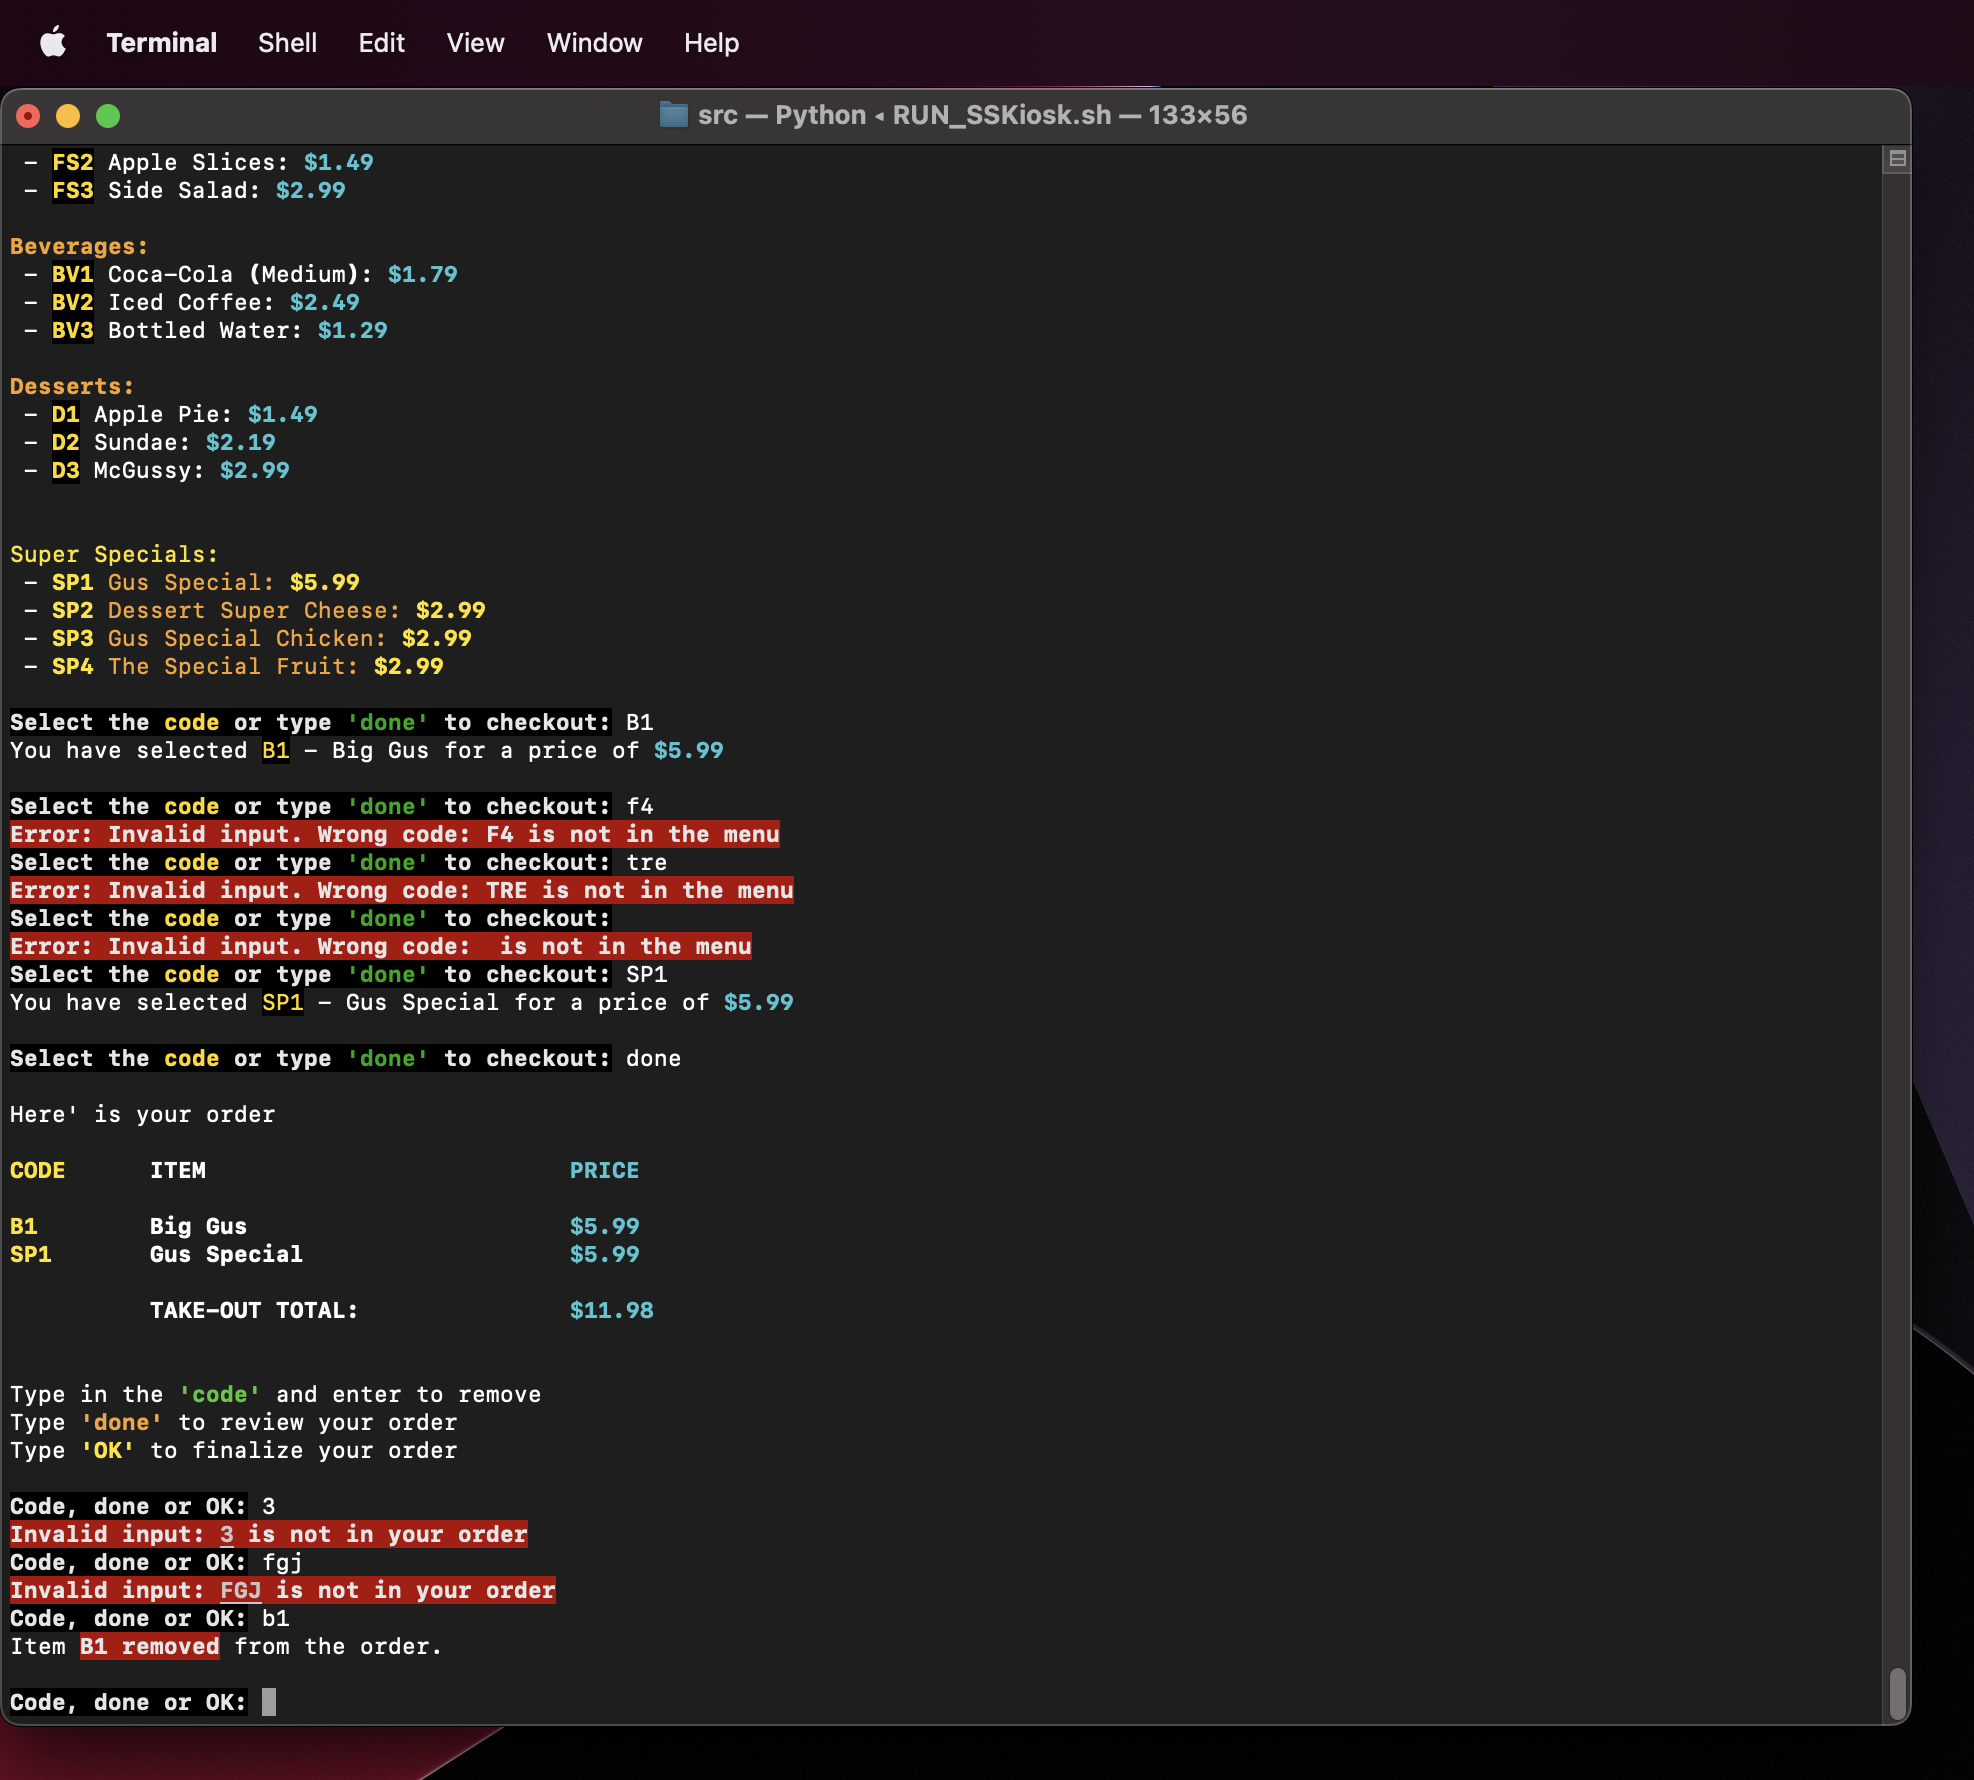 Terminal Shell Edit View Window Help
src — Python ◂ RUN_SSKiosk.sh — 133×56
- FS2 Apple Slices: $1.49
- FS3 Side Salad: $2.99
Beverages:
- BV1 Coca-Cola (Medium): $1.79
- BV2 Iced Coffee: $2.49
- BV3 Bottled Water: $1.29
Desserts:
- D1 Apple Pie: $1.49
- D2 Sundae: $2.19
- D3 McGussy: $2.99
Super Specials:
- SP1 Gus Special: $5.99
- SP2 Dessert Super Cheese: $2.99
- SP3 Gus Special Chicken: $2.99
- SP4 The Special Fruit: $2.99
Select the code or type 'done' to checkout: B1
You have selected B1 - Big Gus for a price of $5.99
Select the code or type 'done' to checkout: f4
Error: Invalid input. Wrong code: F4 is not in the menu
Select the code or type 'done' to checkout: tre
Error: Invalid input. Wrong code: TRE is not in the menu
Select the code or type 'done' to checkout:
Error: Invalid input. Wrong code:  is not in the menu
Select the code or type 'done' to checkout: SP1
You have selected SP1 - Gus Special for a price of $5.99
Select the code or type 'done' to checkout: done
Here' is your order
CODE ITEM PRICE
B1 Big Gus $5.99
SP1 Gus Special $5.99
TAKE-OUT TOTAL: $11.98
Type in the 'code' and enter to remove
Type 'done' to review your order
Type 'OK' to finalize your order
Code, done or OK: 3
Invalid input: 3 is not in your order
Code, done or OK: fgj
Invalid input: FGJ is not in your order
Code, done or OK: b1
Item B1 removed from the order.
Code, done or OK: